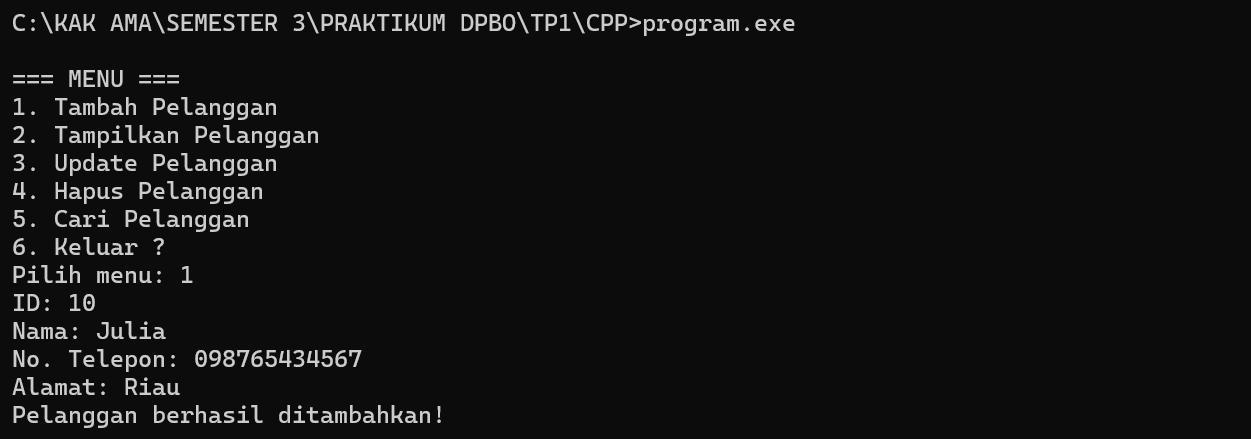 C:\KAK AMA\SEMESTER 3\PRAKTIKUM DPBO\TP1\CPP>program.exe
=== MENU ===
1. Tambah Pelanggan
2. Tampilkan Pelanggan
3. Update Pelanggan
4. Hapus Pelanggan
5. Cari Pelanggan
6. Keluar ?
Pilih menu: 1
ID: 10
Nama: Julia
No. Telepon: 098765434567
Alamat: Riau
Pelanggan berhasil ditambahkan!